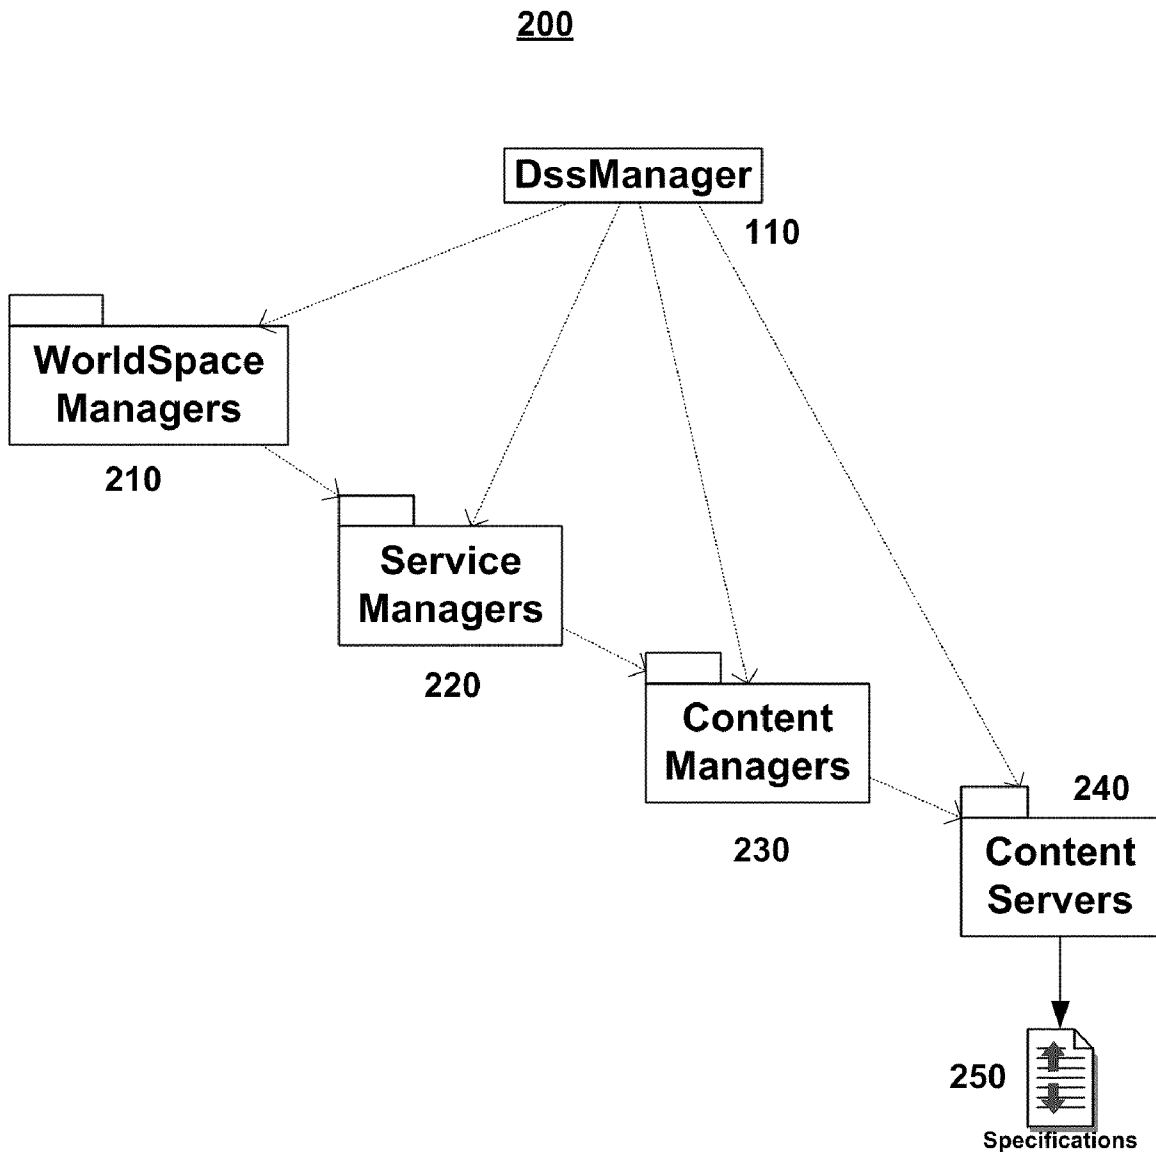 200
DssManager
110
WorldSpace
Managers
210
Service
Managers
220
Content
Managers
230
240
Content
Servers
250
Specifications